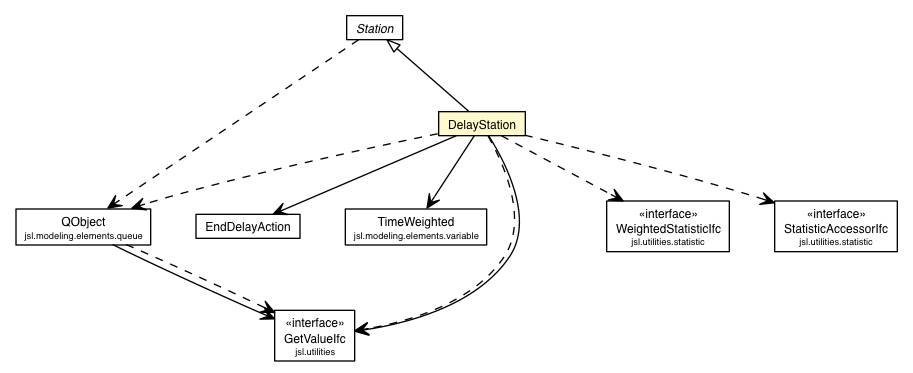 Station
DelayStation
QObject
jsl.modeling.elements.queue
EndDelayAction
TimeWeighted
jsl.modeling.elements.variable
«interface»
WeightedStatisticIfc
jsl.utilities.statistic
«interface»
StatisticAccessorIfc
jsl.utilities.statistic
«interface»
GetValueIfc
jsl.utilities